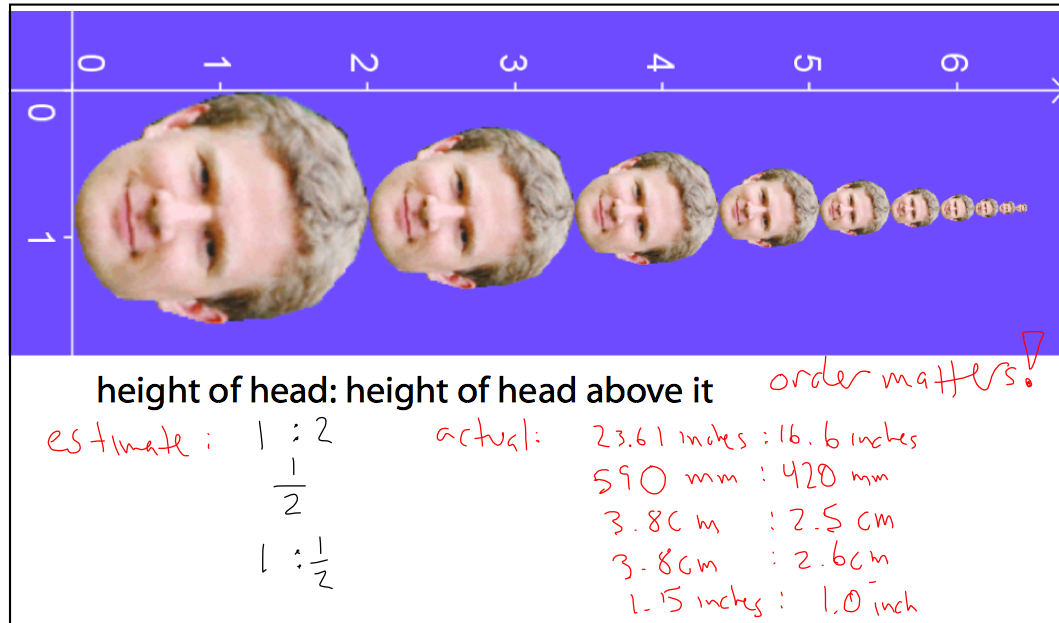 0 1 2 3 4 5 6
0
1
height of head: height of head above it
order matters!
estimate: 1 : 2
1/2
1 : 1/2
actual: 23.61 inches : 16.6 inches
590 mm : 420 mm
3.8cm : 2.5 cm
3.8cm : 2.6cm
1.15 inches : 1.0 inch